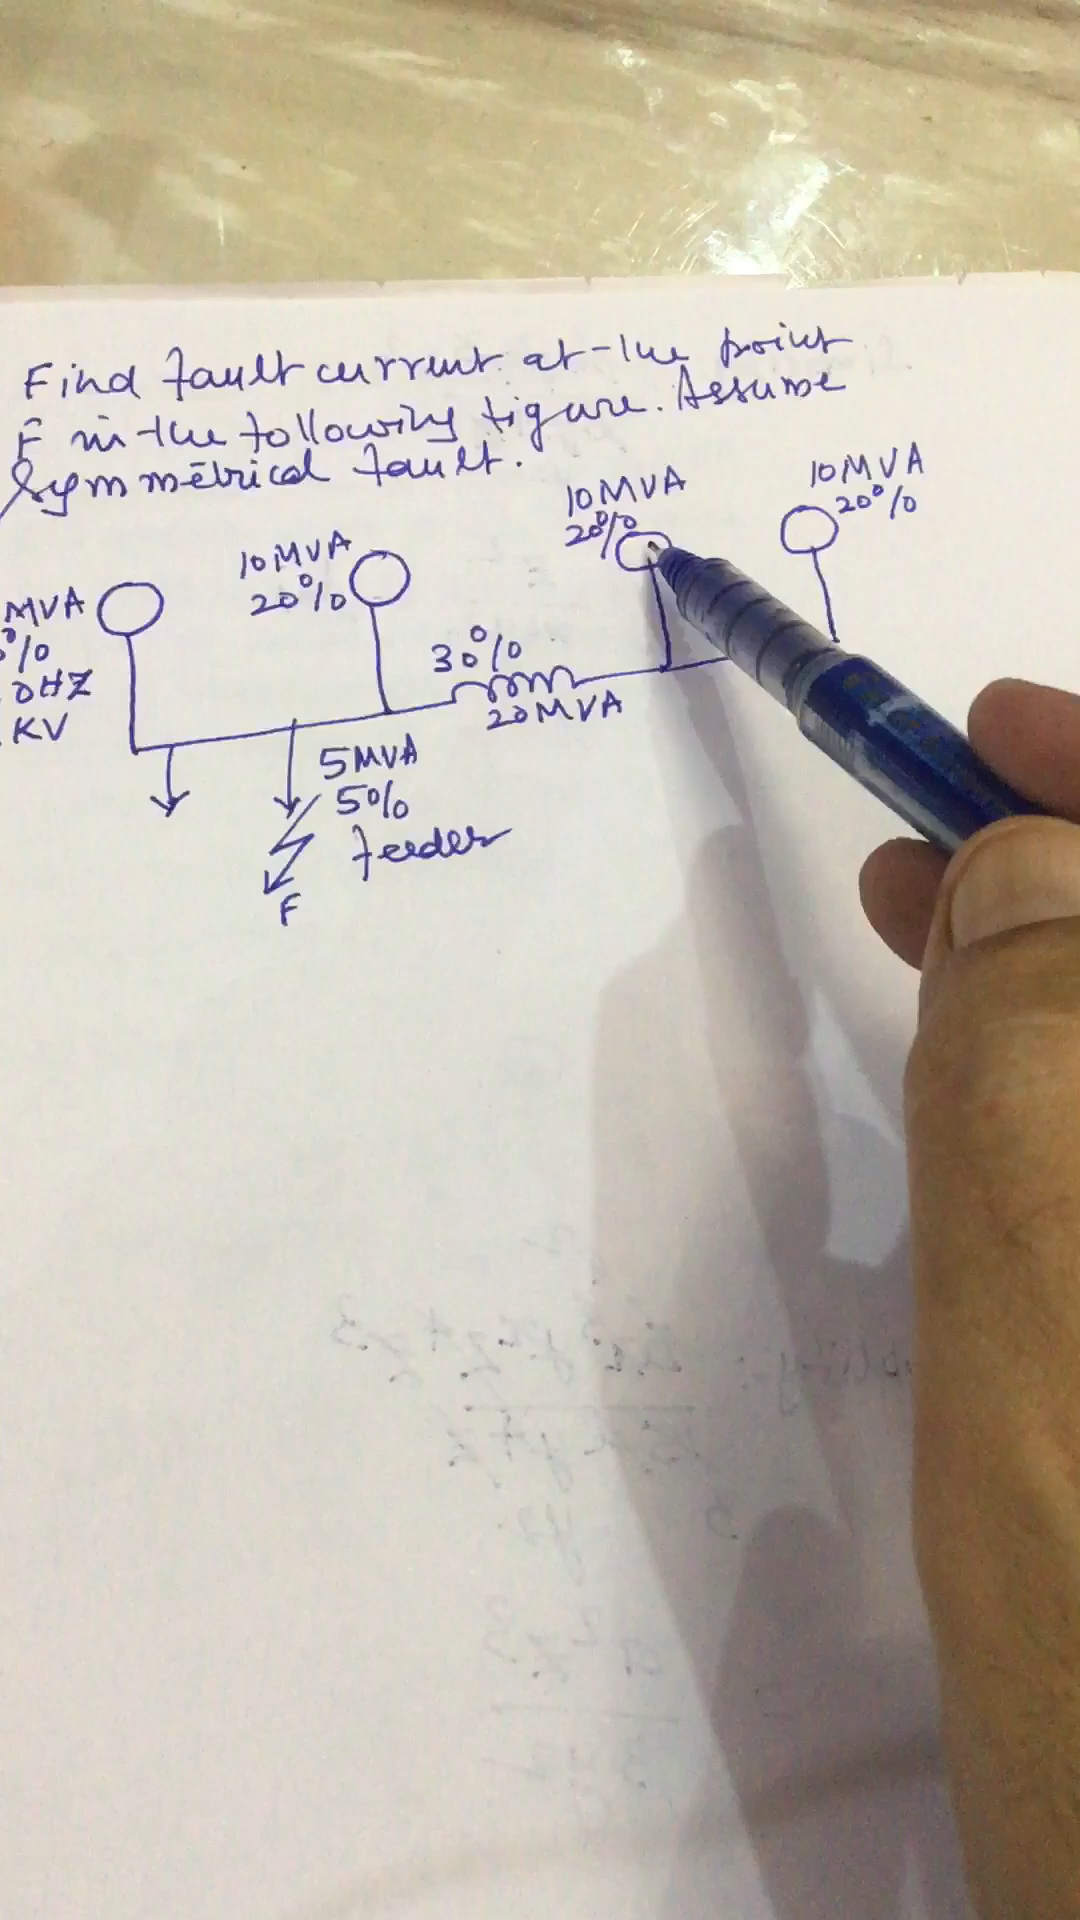 Find fault current at the point
F in the following figure. Assume
Symmetrical fault.
10MVA
20%
10MVA
20%
10MVA
20%
MVA
%
0HZ
KV
30%
20MVA
5MVA
5%
feeder
F